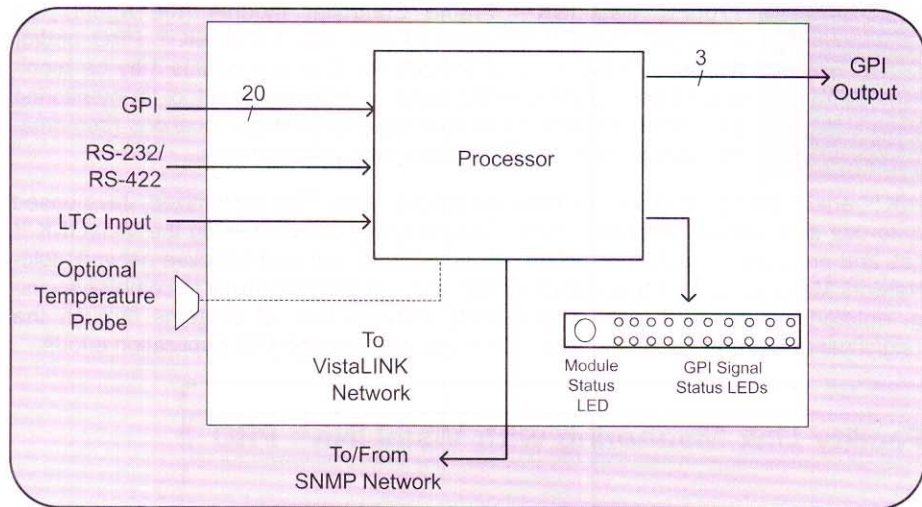 GPI
20
3
GPI
Output
RS-232/
RS-422
Processor
LTC Input
Optional
Temperature
Probe
To
VistaLINK
Network
Module
Status
LED
GPI Signal
Status LEDs
To/From
SNMP Network